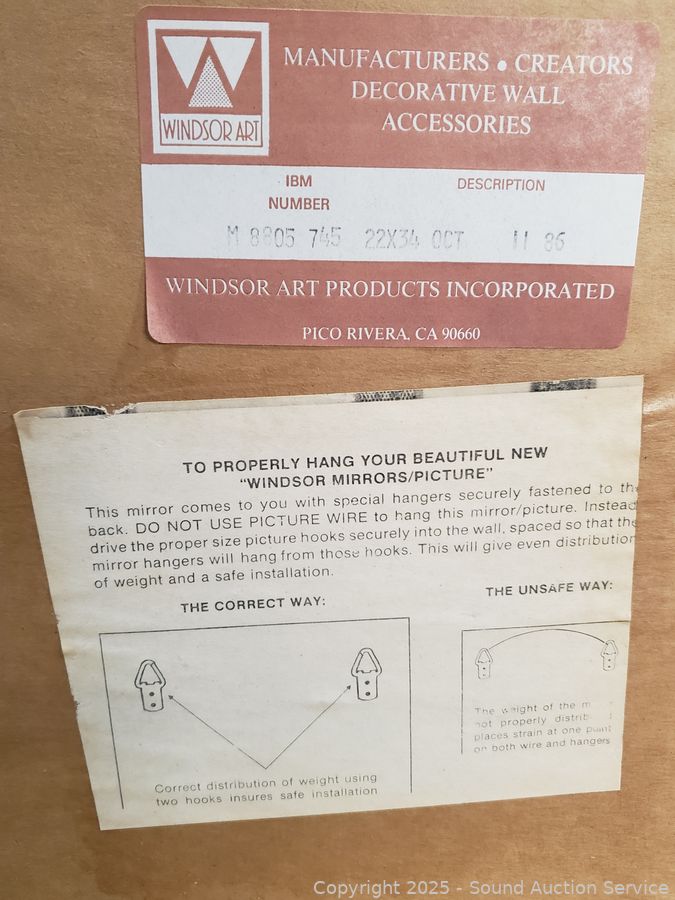 WINDSOR ART
MANUFACTURERS • CREATORS
DECORATIVE WALL
ACCESSORIES
IBM
NUMBER
DESCRIPTION
M 8805 745 22X34 OCT 11 86
WINDSOR ART PRODUCTS INCORPORATED
PICO RIVERA, CA 90660
TO PROPERLY HANG YOUR BEAUTIFUL NEW
"WINDSOR MIRRORS/PICTURE"
This mirror comes to you with special hangers securely fastened to the
back. DO NOT USE PICTURE WIRE to hang this mirror/picture. Instead
drive the proper size picture hooks securely into the wall, spaced so that the
mirror hangers will hang from those hooks. This will give even distribution
of weight and a safe installation.
THE CORRECT WAY:
THE UNSAFE WAY:
Correct distribution of weight using
two hooks insures safe installation
The weight of the
not properly
places strain at one point
on both wire and hangers
Copyright © 2025 - Sound Auction Service